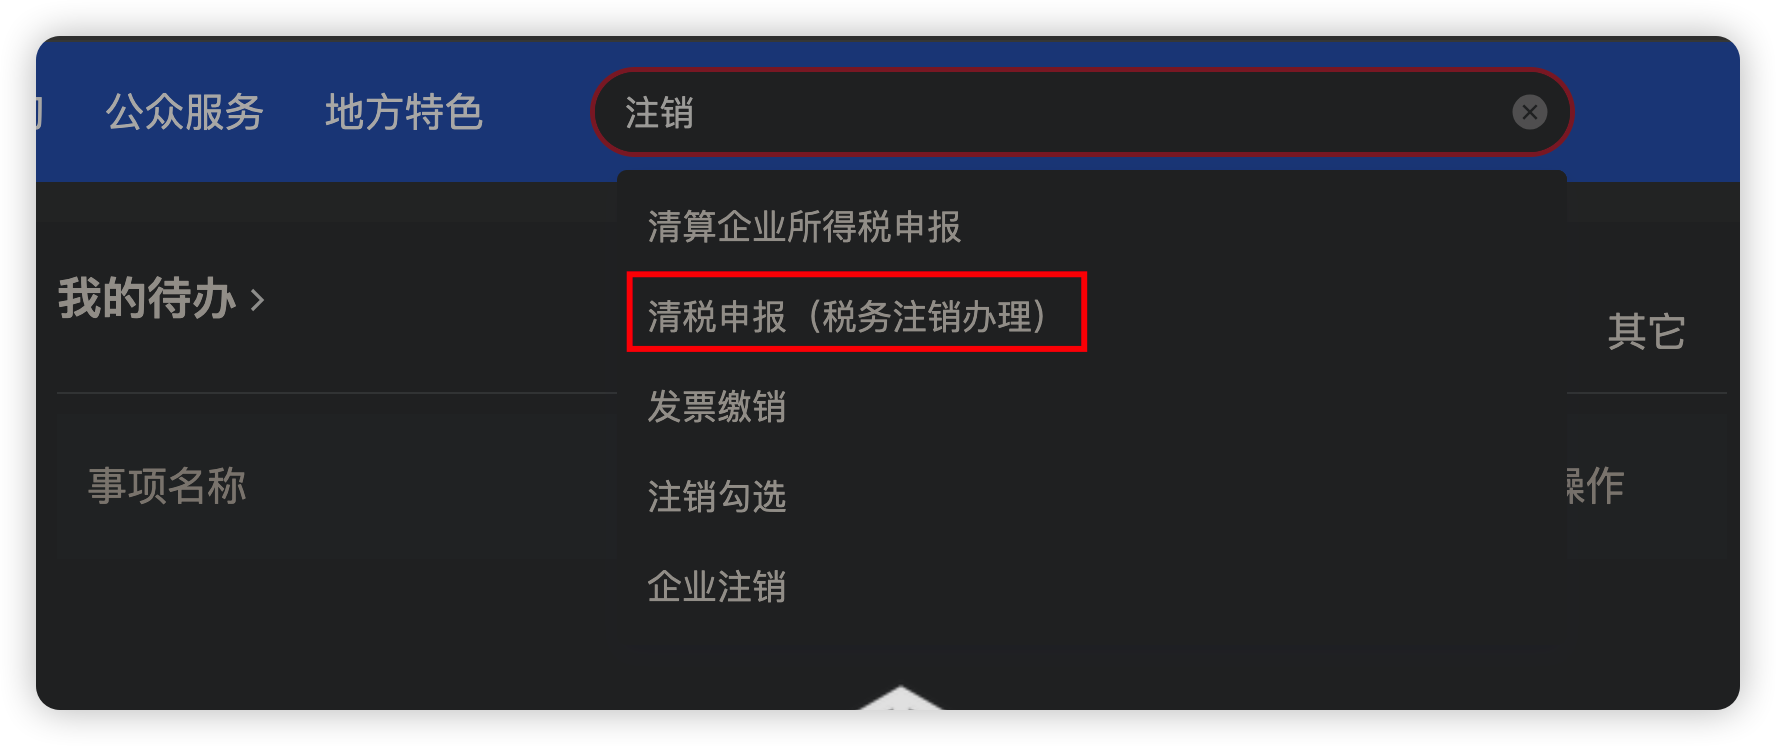 公众服务 地方特色 注销
清算企业所得税申报
我的待办 >
清税申报（税务注销办理）
其它
发票缴销
事项名称
操作
注销勾选
企业注销